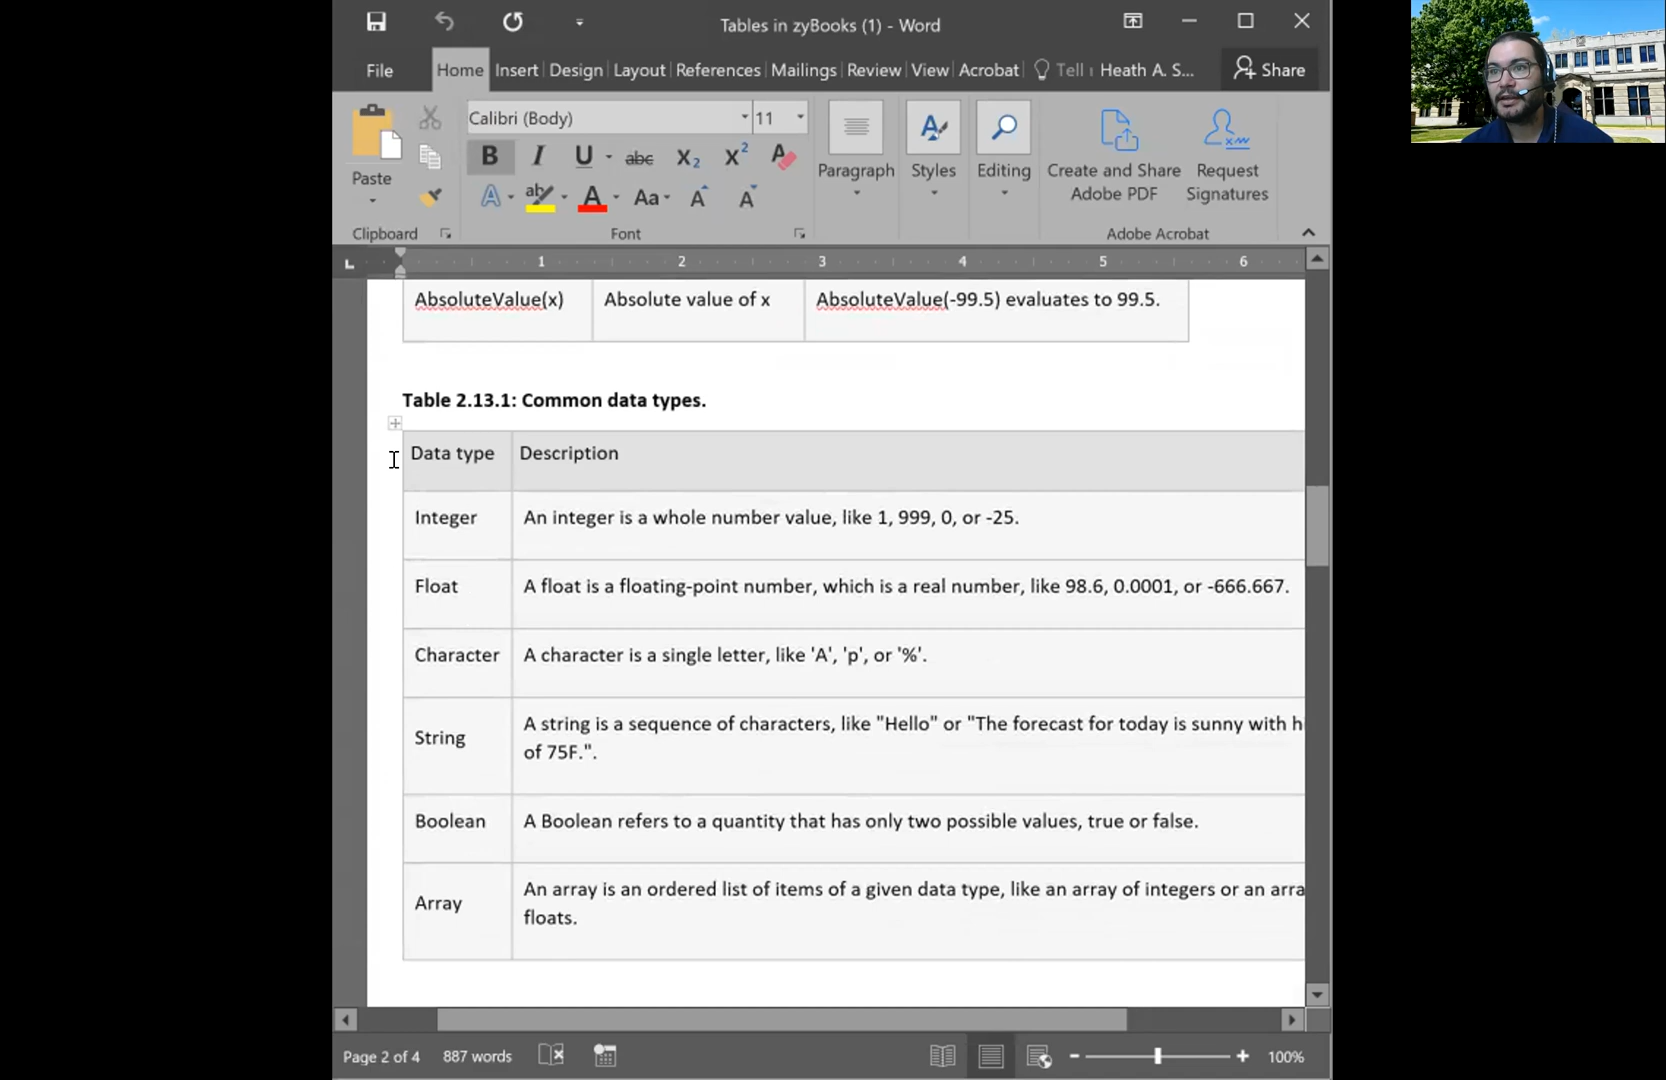 Tables in zyBooks (1) - Word
File Home Insert Design Layout References Mailings Review View Acrobat Tell Heath A. S... Share
Calibri (Body) 11
B I U abc X₂ X² A
A ab A Aa A A
Paste
Paragraph Styles Editing
Create and Share
Adobe PDF
Request
Signatures
Clipboard Font Adobe Acrobat
L 1 2 3 4 5 6
AbsoluteValue(x) Absolute value of x AbsoluteValue(-99.5) evaluates to 99.5.
Table 2.13.1: Common data types.
Data type Description
Integer An integer is a whole number value, like 1, 999, 0, or -25.
Float A float is a floating-point number, which is a real number, like 98.6, 0.0001, or -666.667.
Character A character is a single letter, like 'A', 'p', or '%'.
String A string is a sequence of characters, like "Hello" or "The forecast for today is sunny with hi
of 75F.".
Boolean A Boolean refers to a quantity that has only two possible values, true or false.
Array An array is an ordered list of items of a given data type, like an array of integers or an arra
floats.
Page 2 of 4 887 words 100%